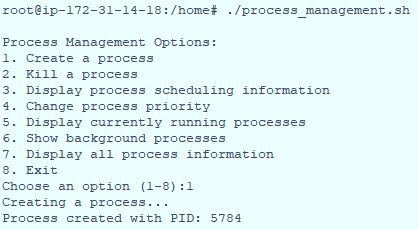 root@ip-172-31-14-18:/home# ./process_management.sh
Process Management Options:
1. Create a process
2. Kill a process
3. Display process scheduling information
4. Change process priority
5. Display currently running processes
6. Show background processes
7. Display all process information
8. Exit
Choose an option (1-8):1
Creating a process...
Process created with PID: 5784